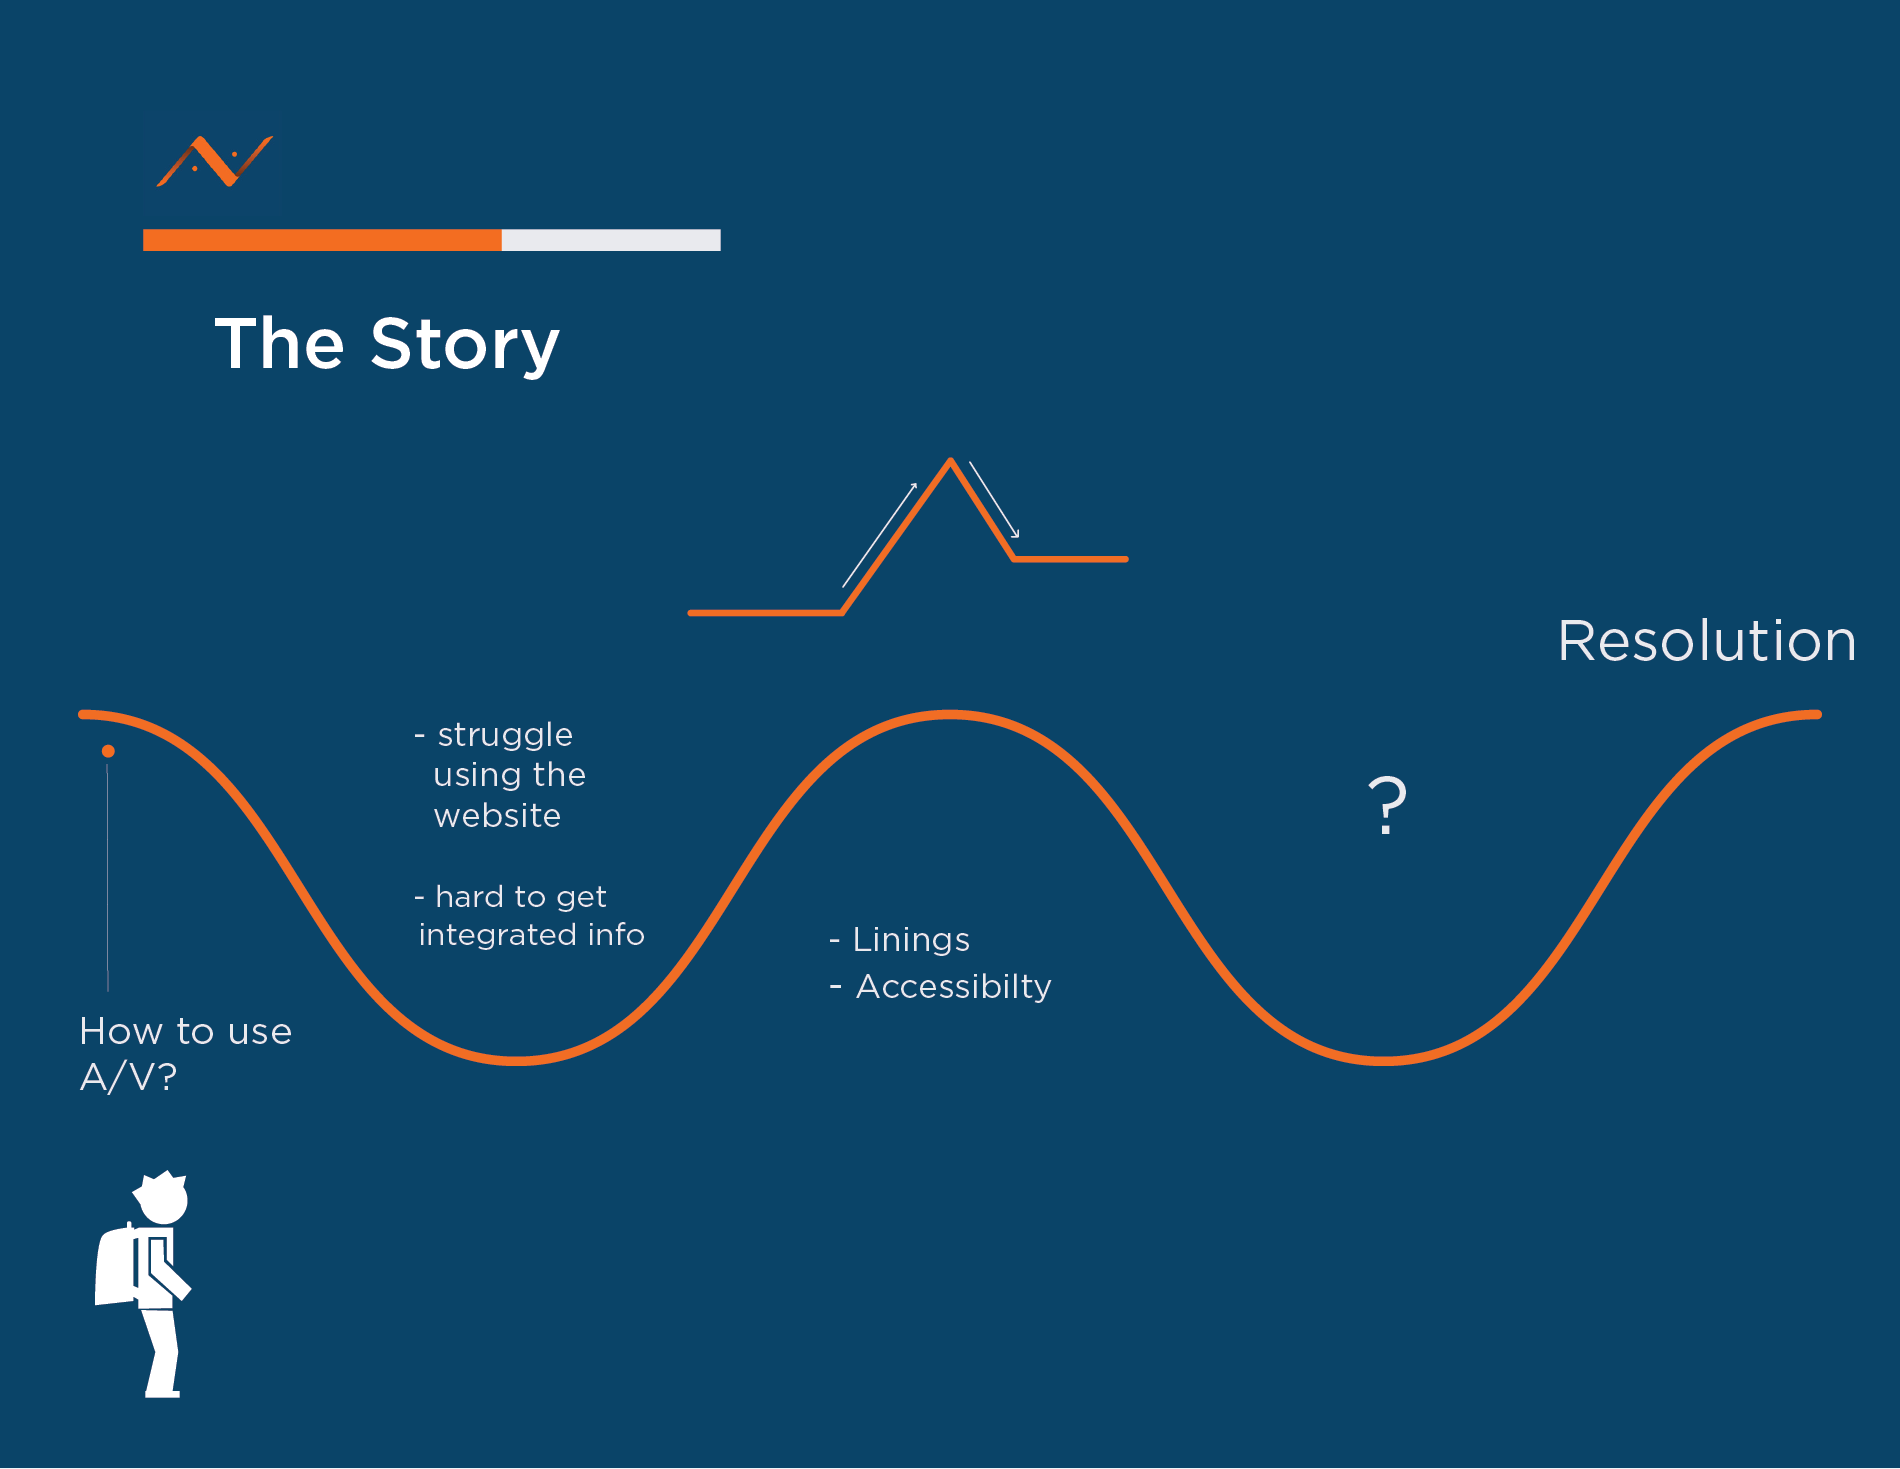 The Story
Resolution
- struggle
using the
website
?
- hard to get
integrated info
- Linings
- Accessibilty
How to use
A/V?